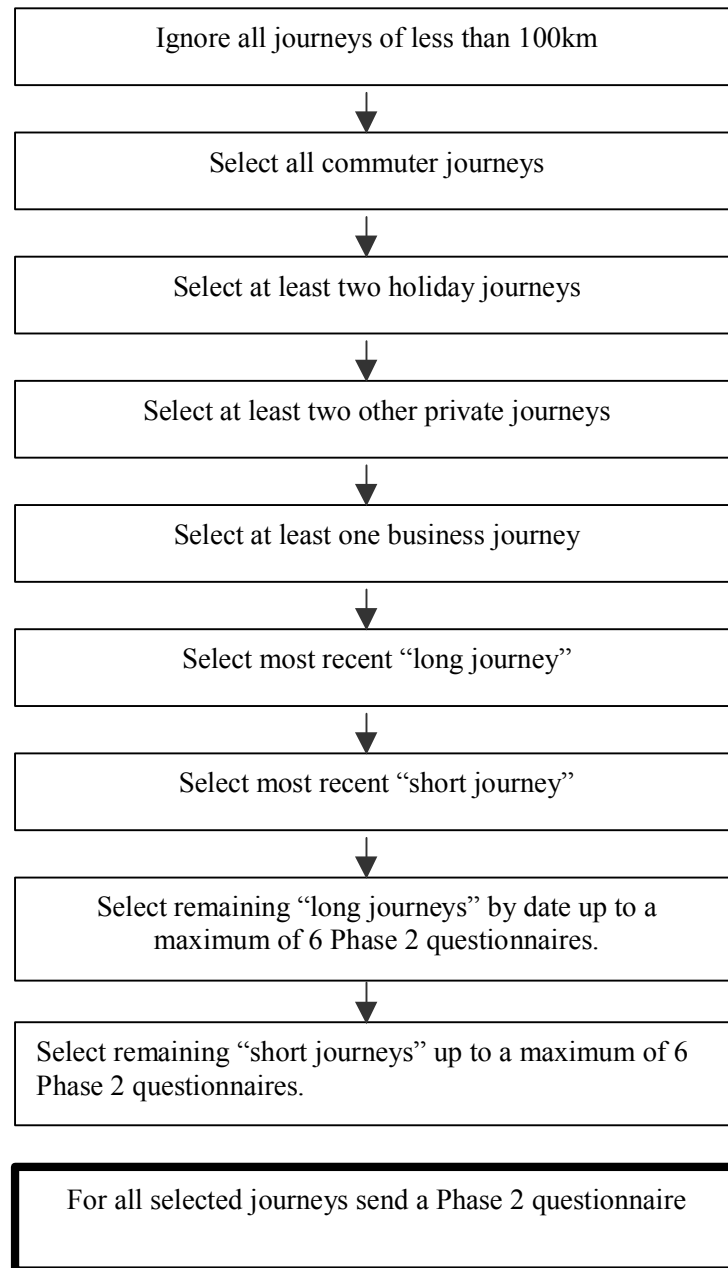 Ignore all journeys of less than 100km
Select all commuter journeys
Select at least two holiday journeys
Select at least two other private journeys
Select at least one business journey
Select most recent “long journey”
Select most recent “short journey”
Select remaining “long journeys” by date up to a
maximum of 6 Phase 2 questionnaires.
Select remaining “short journeys” up to a maximum of 6
Phase 2 questionnaires.
For all selected journeys send a Phase 2 questionnaire